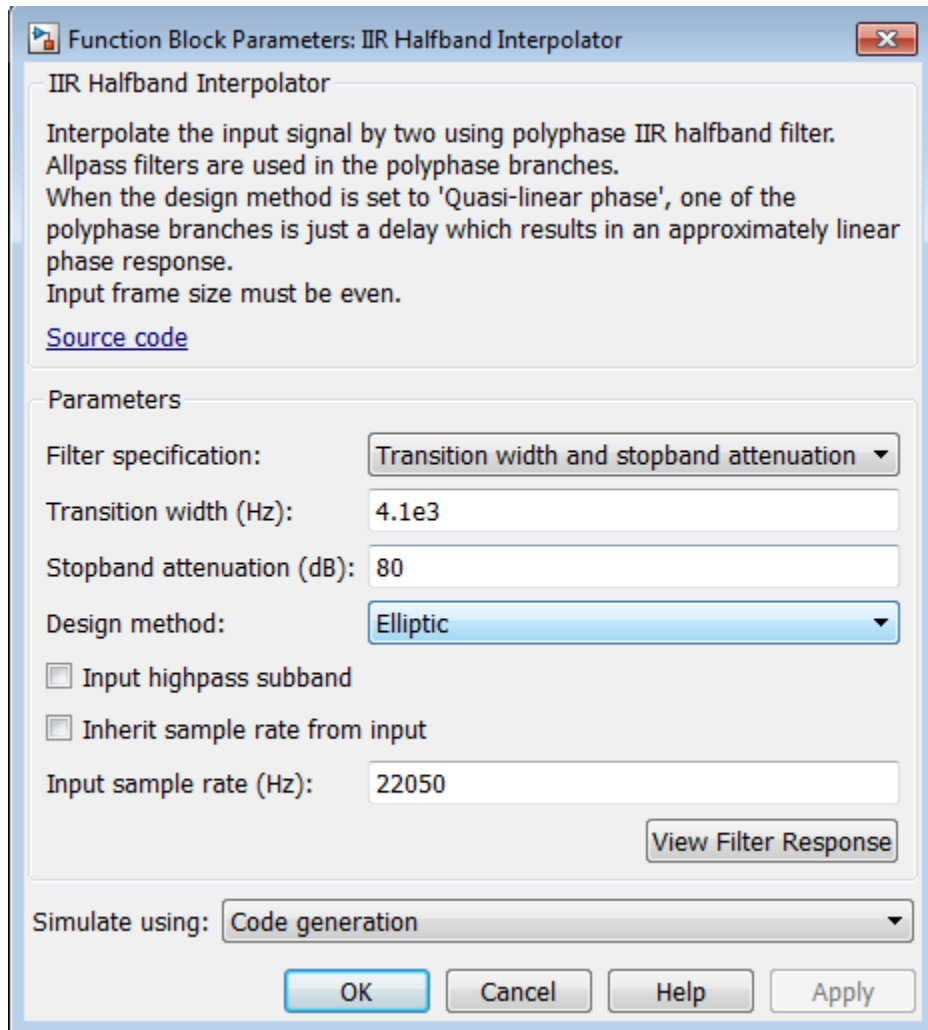 Function Block Parameters: IIR Halfband Interpolator
IIR Halfband Interpolator
Interpolate the input signal by two using polyphase IIR halfband filter.
Allpass filters are used in the polyphase branches.
When the design method is set to 'Quasi-linear phase', one of the
polyphase branches is just a delay which results in an approximately linear
phase response.
Input frame size must be even.
Source code
Parameters
Filter specification: Transition width and stopband attenuation
Transition width (Hz): 4.1e3
Stopband attenuation (dB): 80
Design method: Elliptic
Input highpass subband
Inherit sample rate from input
Input sample rate (Hz): 22050
View Filter Response
Simulate using: Code generation
OK Cancel Help Apply